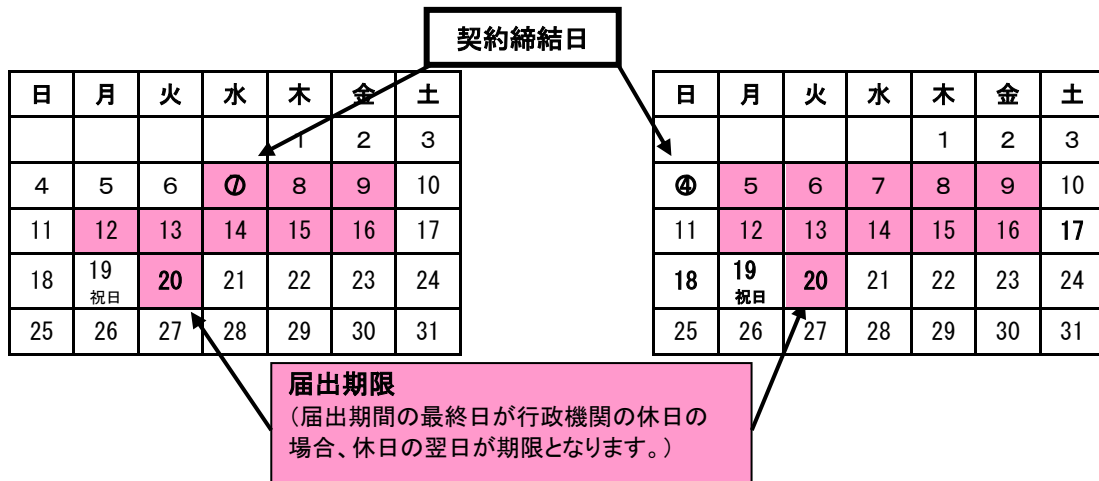 契約締結日
日 月 火 水 木 金 土
1 2 3
4 5 6 ⑦ 8 9 10
11 12 13 14 15 16 17
18 19 20 21 22 23 24
祝日
25 26 27 28 29 30 31
日 月 火 水 木 金 土
1 2 3
④ 5 6 7 8 9 10
11 12 13 14 15 16 17
18 19 20 21 22 23 24
祝日
25 26 27 28 29 30 31
届出期限
(届出期間の最終日が行政機関の休日の
場合、休日の翌日が期限となります。)